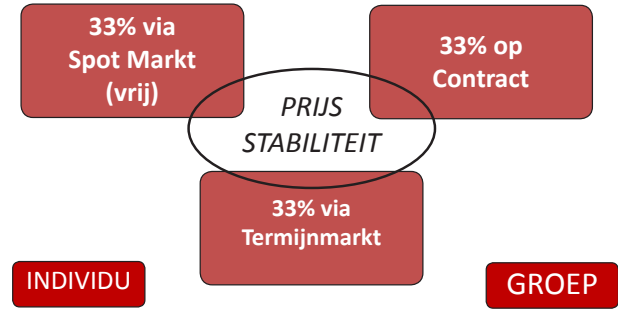 33% via
Spot Markt
(vrij)
33% op
Contract
PRIJS
STABILITEIT
33% via
Termijnmarkt
INDIVIDU
GROEP